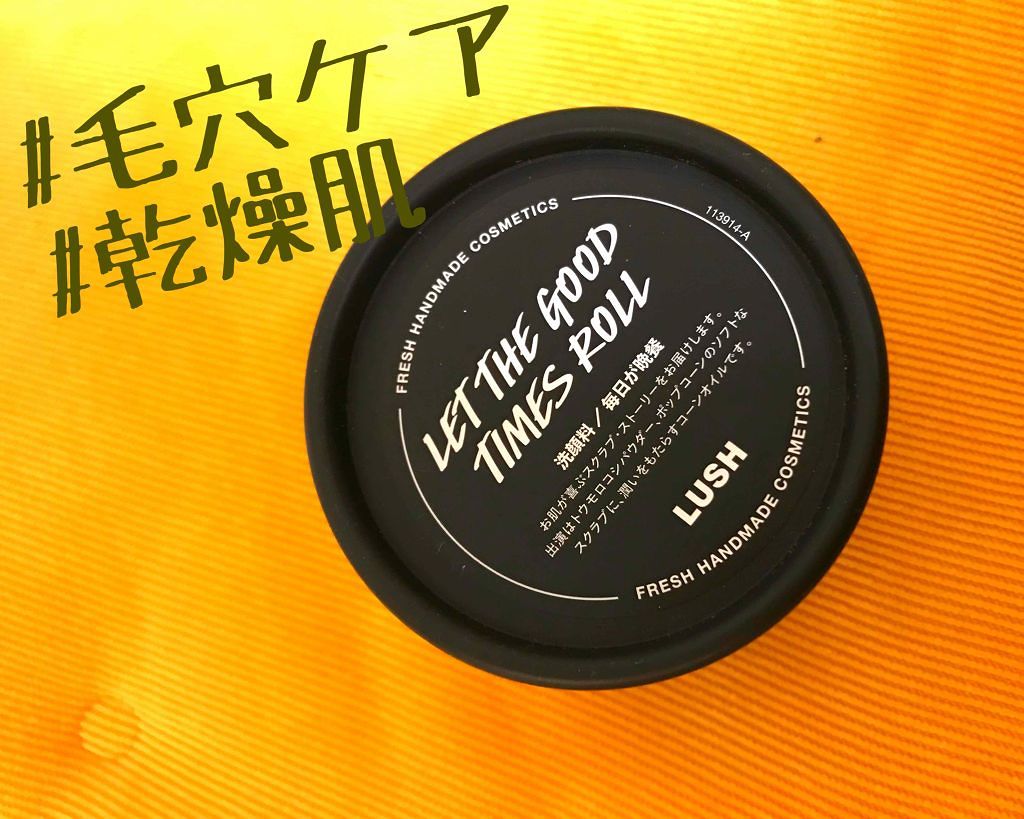 #毛穴ケア
#乾燥肌
FRESH HANDMADE COSMETICS
113914-A
LET THE GOOD
TIMES ROLL
洗顔料 / 毎日が晩餐
お肌が喜ぶスクラブ・ストーリーをお届けします。
出演はトウモロコシパウダー・ポップコーンのソフトな
スクラブに、潤いをもたらすコーンオイルです。
LUSH
FRESH HANDMADE COSMETICS